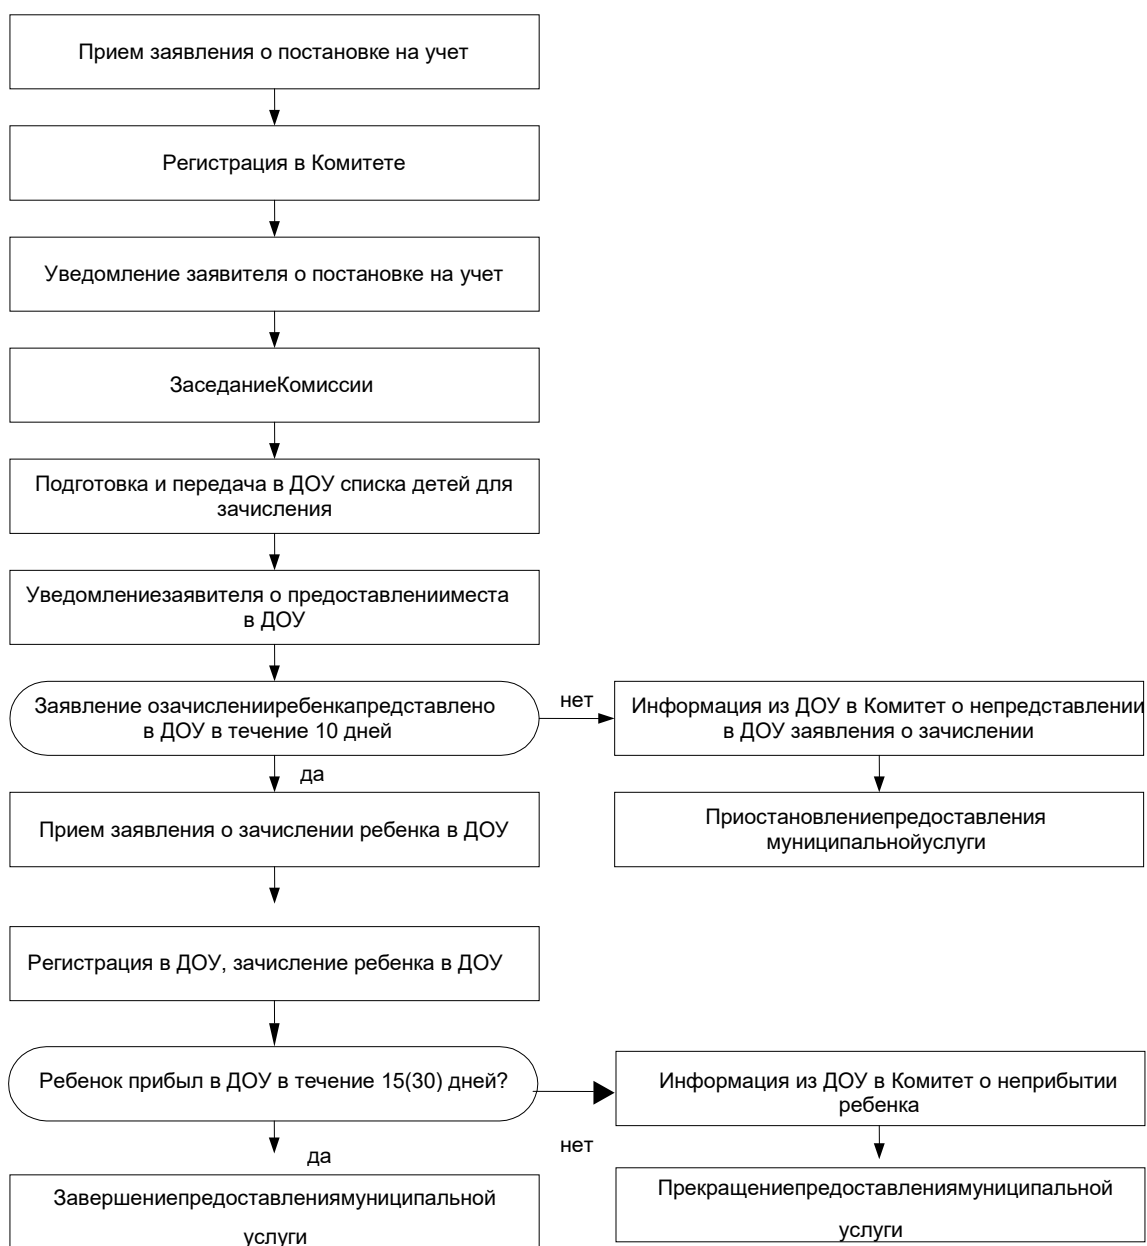 Прием заявления о постановке на учет
Регистрация в Комитете
Уведомление заявителя о постановке на учет
ЗаседаниеКомиссии
Подготовка и передача в ДОУ списка детей для
зачисления
Уведомлениезаявителя о предоставленииместа
в ДОУ
Заявление озачисленииребенкапредставлено
в ДОУ в течение 10 дней
нет
Информация из ДОУ в Комитет о непредставлении
в ДОУ заявления о зачислении
да
Прием заявления о зачислении ребенка в ДОУ
Приостановлениепредоставления
муниципальнойуслуги
Регистрация в ДОУ, зачисление ребенка в ДОУ
Ребенок прибыл в ДОУ в течение 15(30) дней?
Информация из ДОУ в Комитет о неприбытии
ребенка
да
нет
Завершениепредоставлениямуниципальной
услуги
Прекращениепредоставлениямуниципальной
услуги